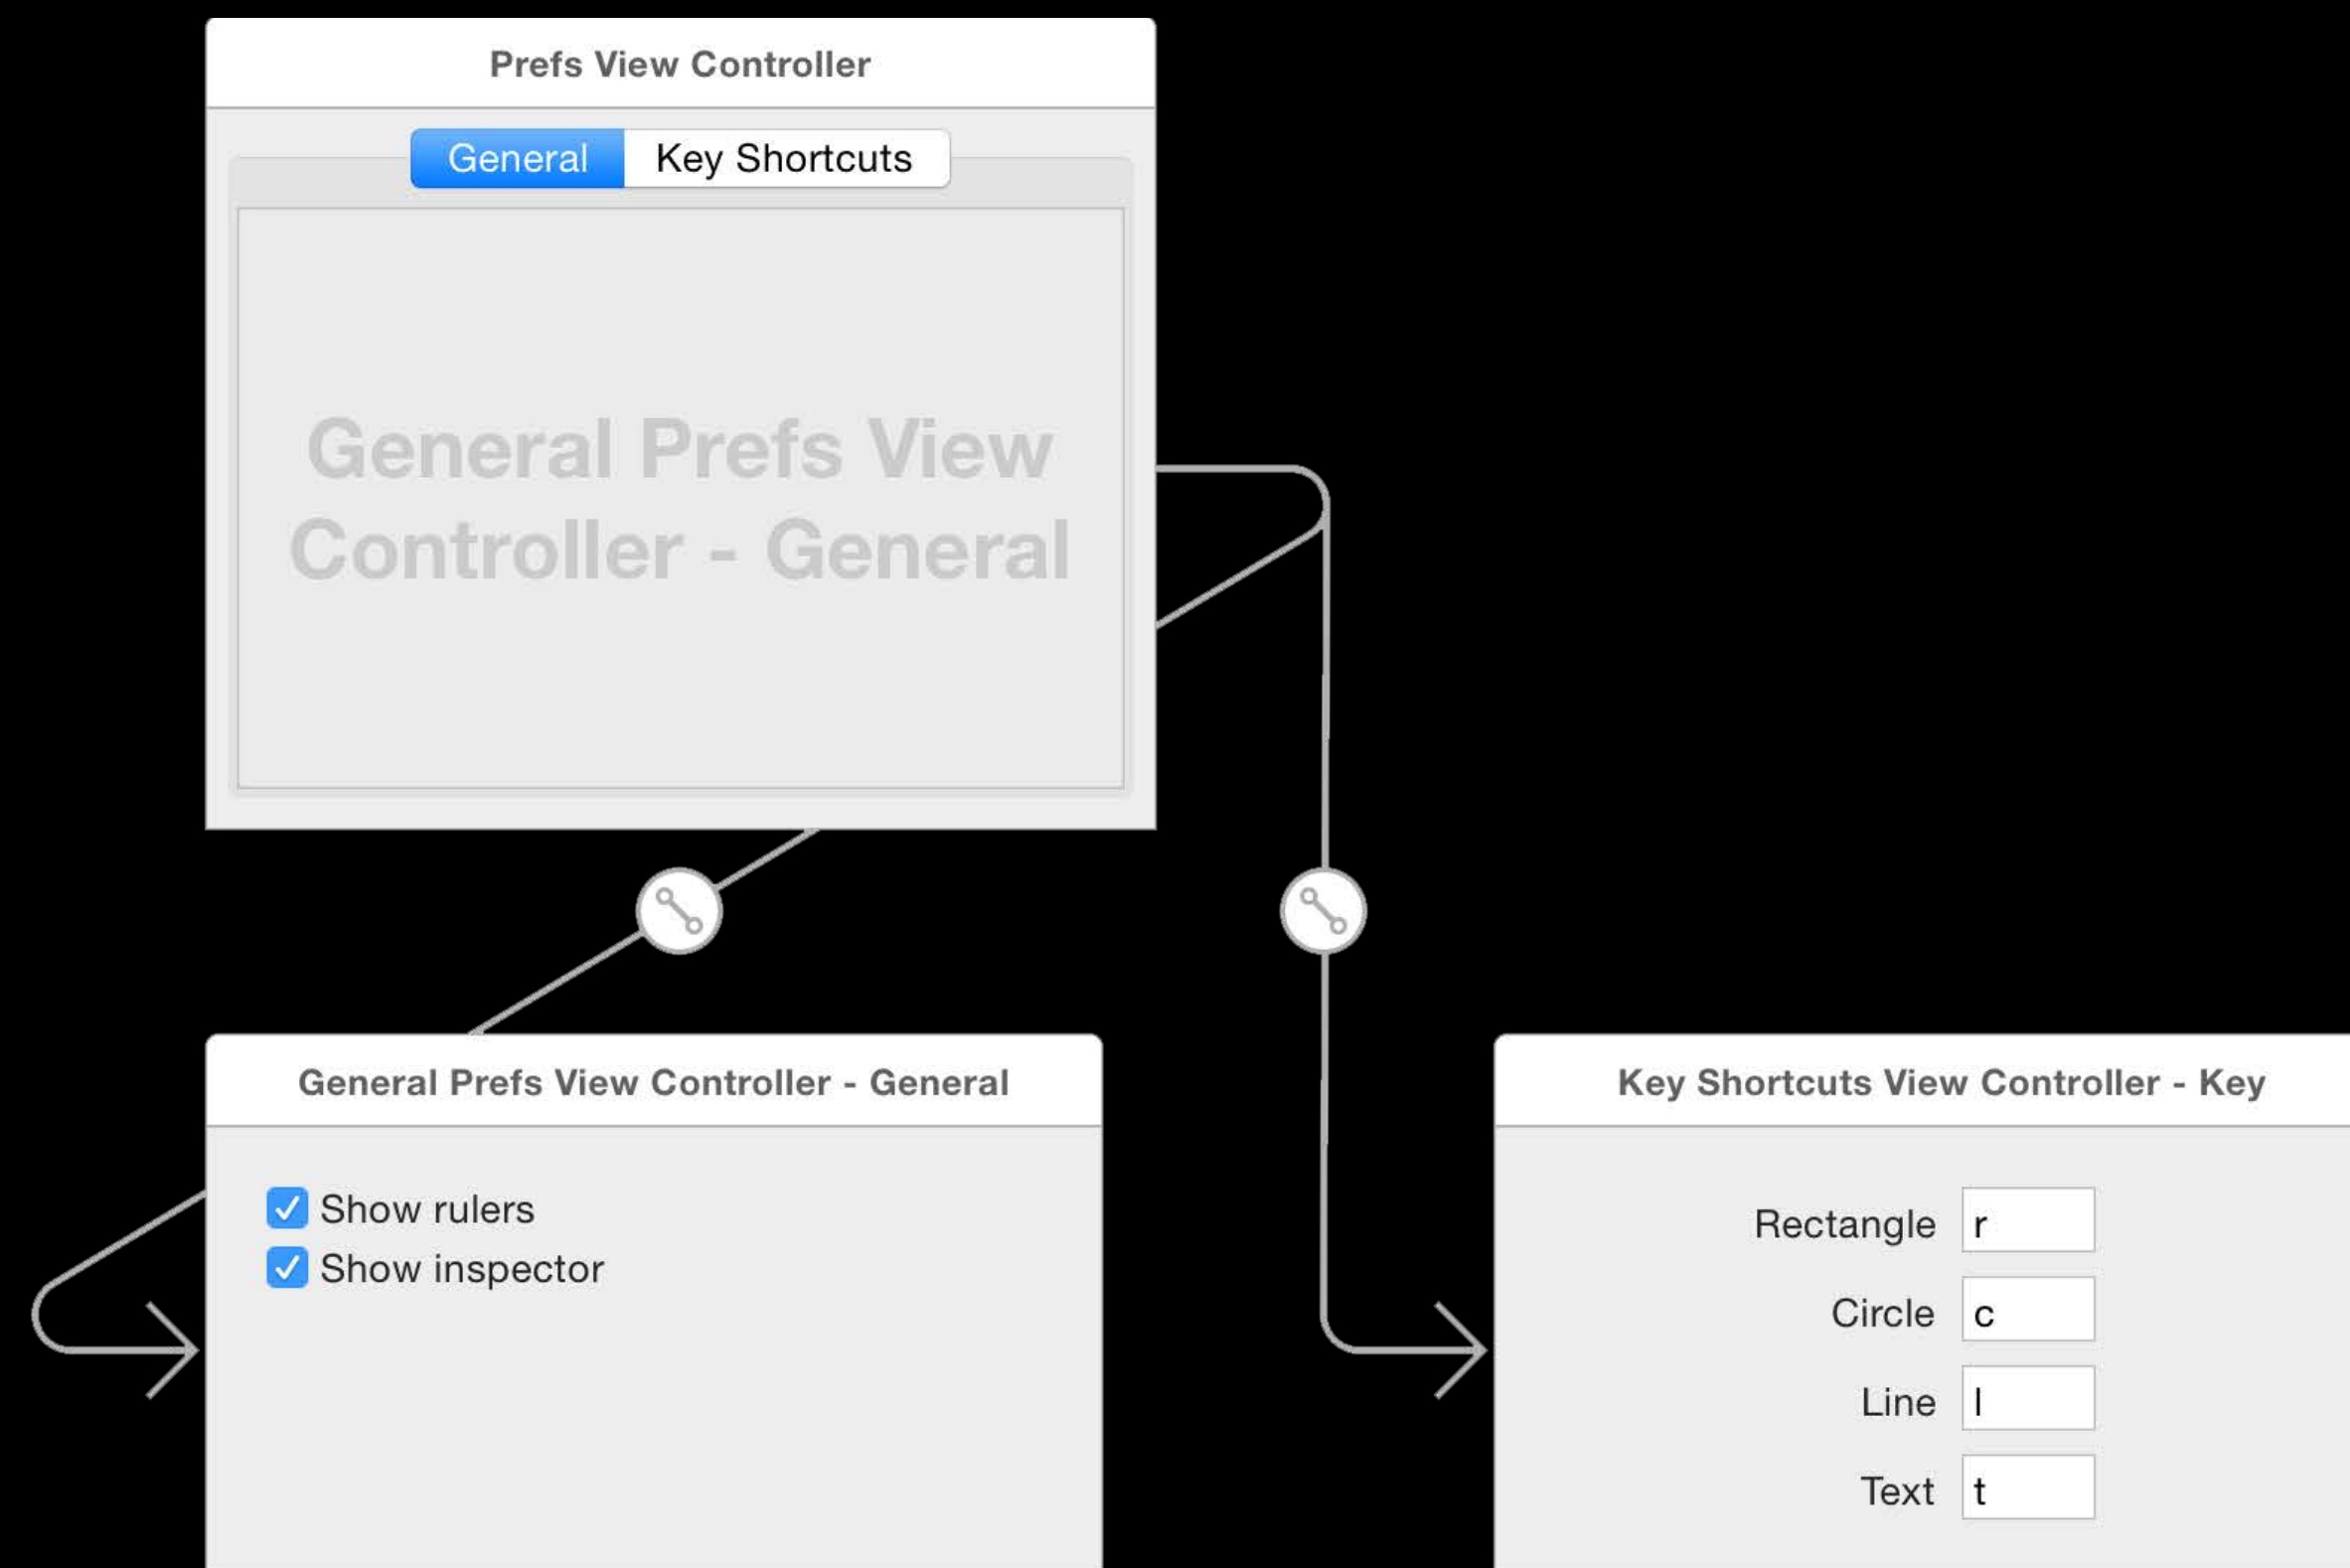 Prefs View Controller
General Key Shortcuts
General Prefs View
Controller - General
General Prefs View Controller - General
Show rulers
Show inspector
Key Shortcuts View Controller - Key
Rectangle r
Circle c
Line l
Text t